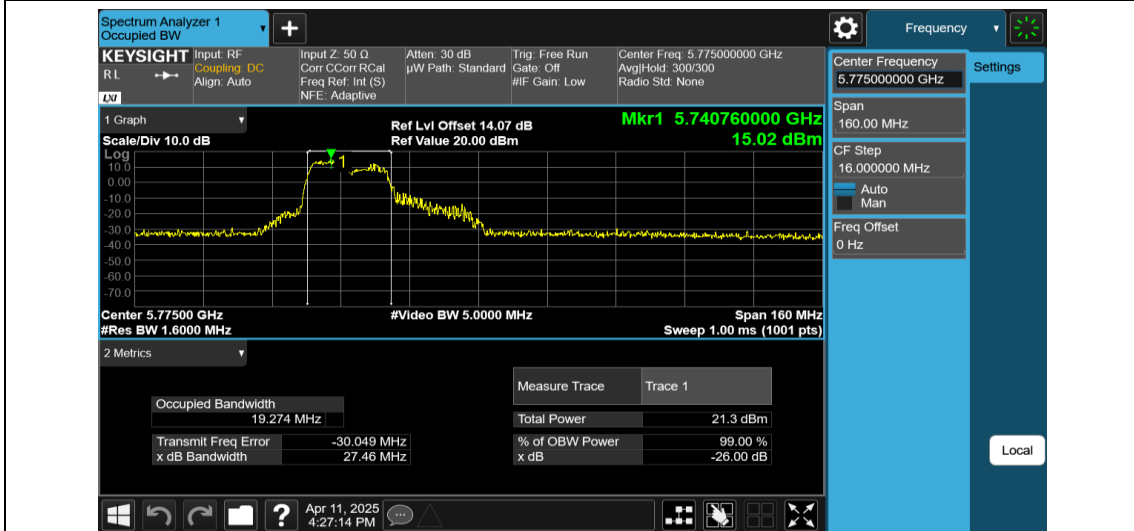 Spectrum Analyzer 1
Occupied BW
+
Frequency
KEYSIGHT
R L
LXI
Input: RF
Coupling: DC
Align: Auto
Input Z: 50 Ω
Corr CCorr RCal
Freq Ref: Int (S)
NFE: Adaptive
Atten: 30 dB
µW Path: Standard
Trig: Free Run
Gate: Off
#IF Gain: Low
Center Freq: 5.775000000 GHz
Avg|Hold: 300/300
Radio Std: None
Center Frequency
5.775000000 GHz
Settings
Span
160.00 MHz
CF Step
16.000000 MHz
Auto
Man
Freq Offset
0 Hz
1 Graph
Scale/Div 10.0 dB
Ref Lvl Offset 14.07 dB
Ref Value 20.00 dBm
Mkr1 5.740760000 GHz
15.02 dBm
Log
10.0
0.00
-10.0
-20.0
-30.0
-40.0
-50.0
-60.0
-70.0
1
Center 5.77500 GHz
#Res BW 1.6000 MHz
#Video BW 5.0000 MHz
Span 160 MHz
Sweep 1.00 ms (1001 pts)
2 Metrics
Measure Trace Trace 1
Occupied Bandwidth
19.274 MHz
Total Power 21.3 dBm
Transmit Freq Error -30.049 MHz
% of OBW Power 99.00 %
x dB Bandwidth 27.46 MHz
x dB -26.00 dB
Local
?
Apr 11, 2025
4:27:14 PM